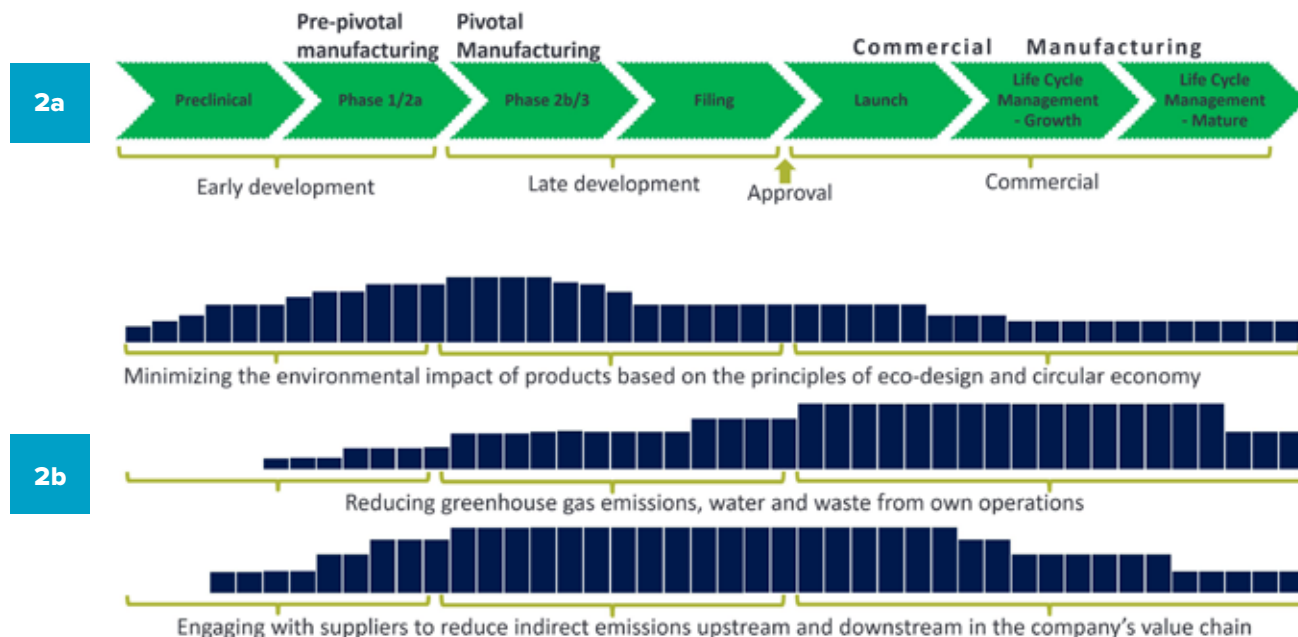 Pre-pivotal manufacturing
Pivotal Manufacturing
Commercial Manufacturing
2a
Preclinical
Phase 1/2a
Phase 2b/3
Filing
Launch
Life Cycle
Management
- Growth
Life Cycle
Management
- Mature
Early development
Late development
Approval
Commercial
Minimizing the environmental impact of products based on the principles of eco-design and circular economy
2b
Reducing greenhouse gas emissions, water and waste from own operations
Engaging with suppliers to reduce indirect emissions upstream and downstream in the company's value chain